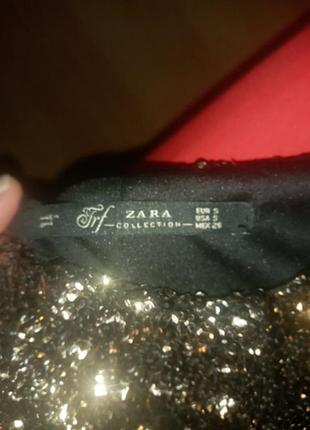 Trf ZARA
COLLECTION
EUR S
USA S
MEX 26